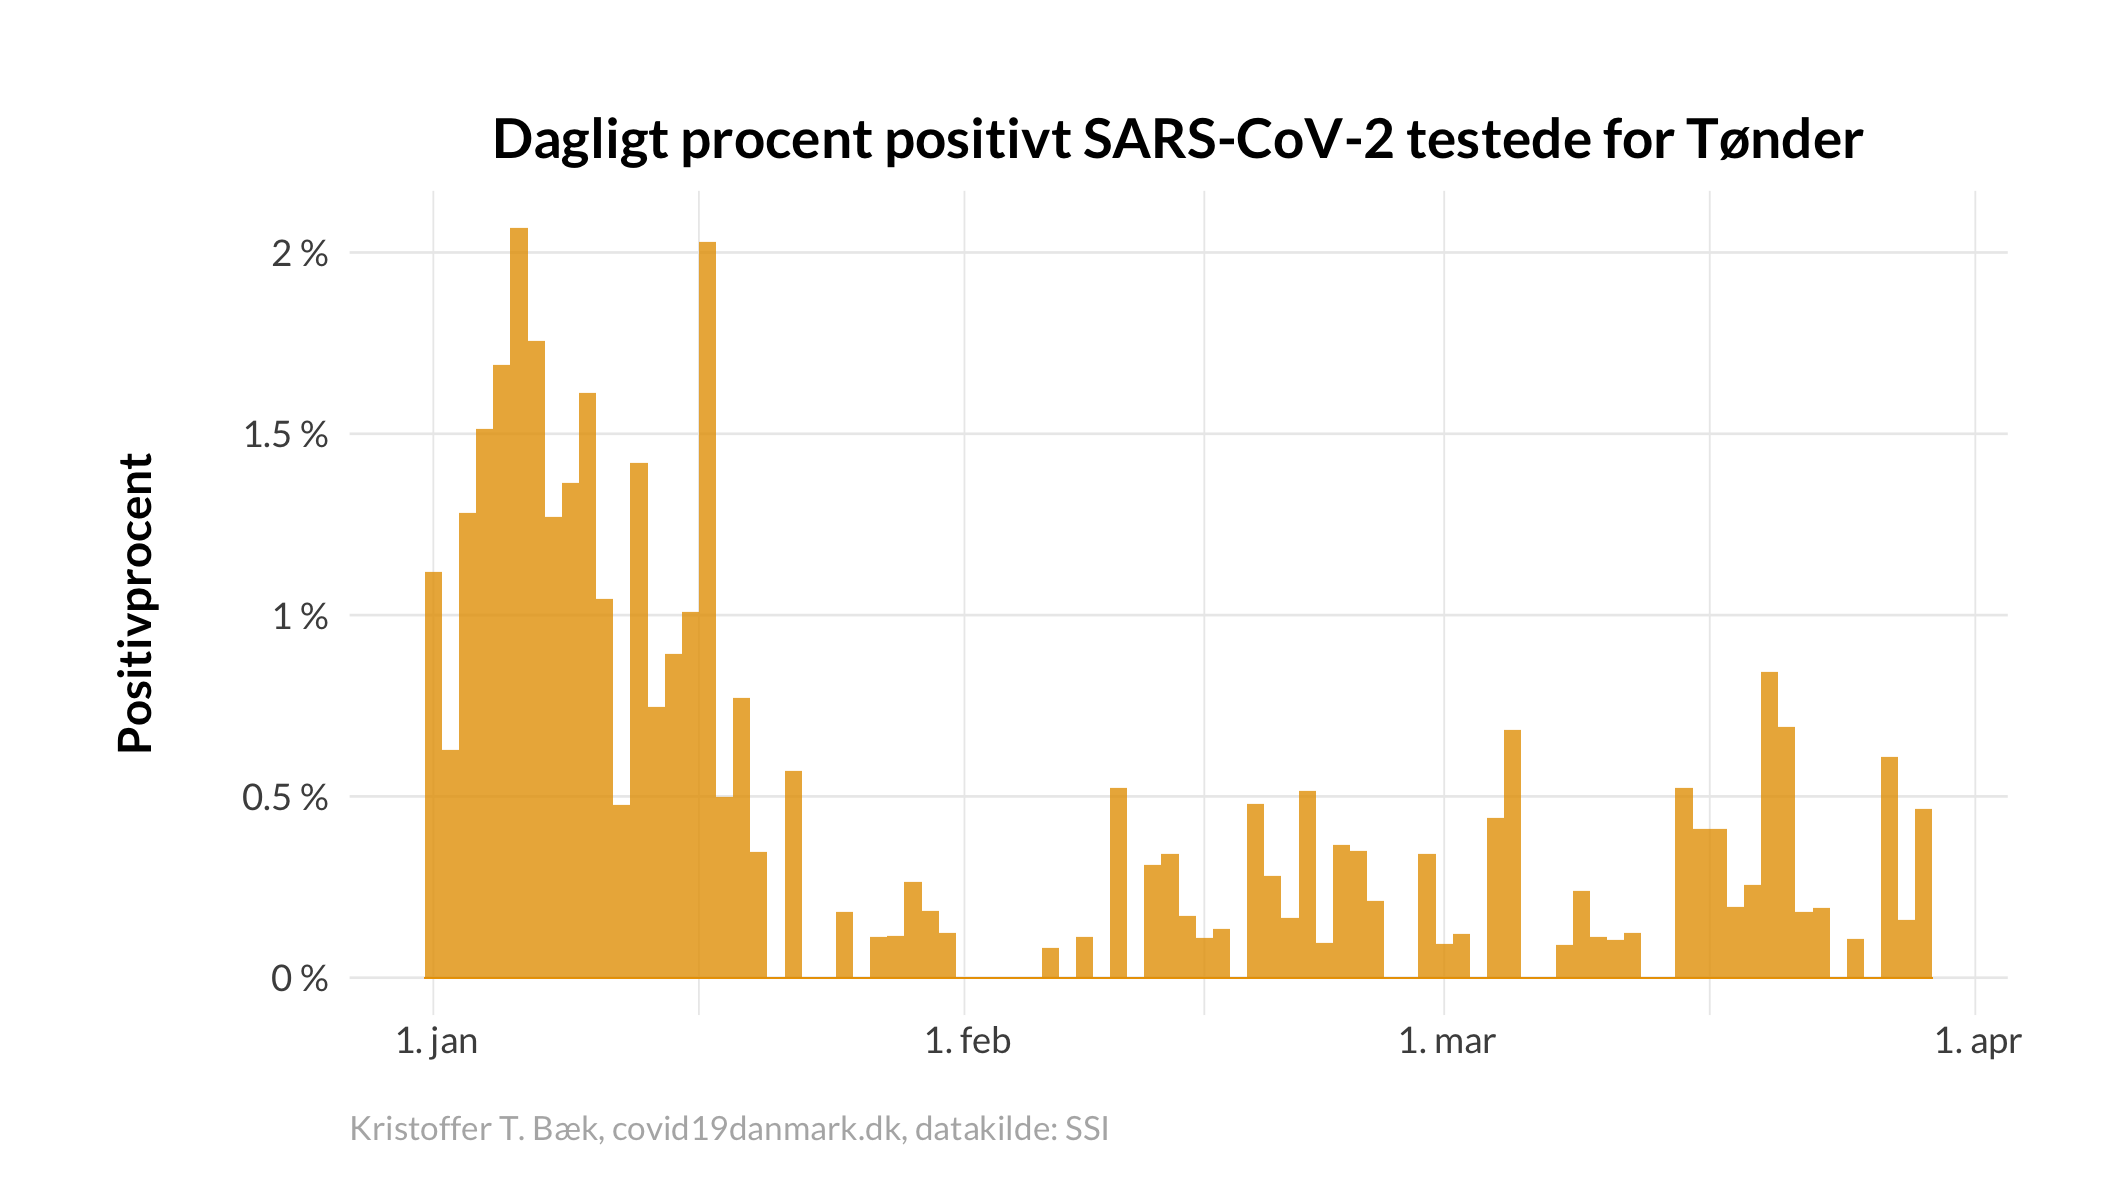 Dagligt procent positivt SARS-CoV-2 testede for Tønder
Positivprocent
2 %
1.5 %
1 %
0.5 %
0 %
1. jan
1. feb
1. mar
1. apr
Kristoffer T. Bæk, covid19danmark.dk, datakilde: SSI